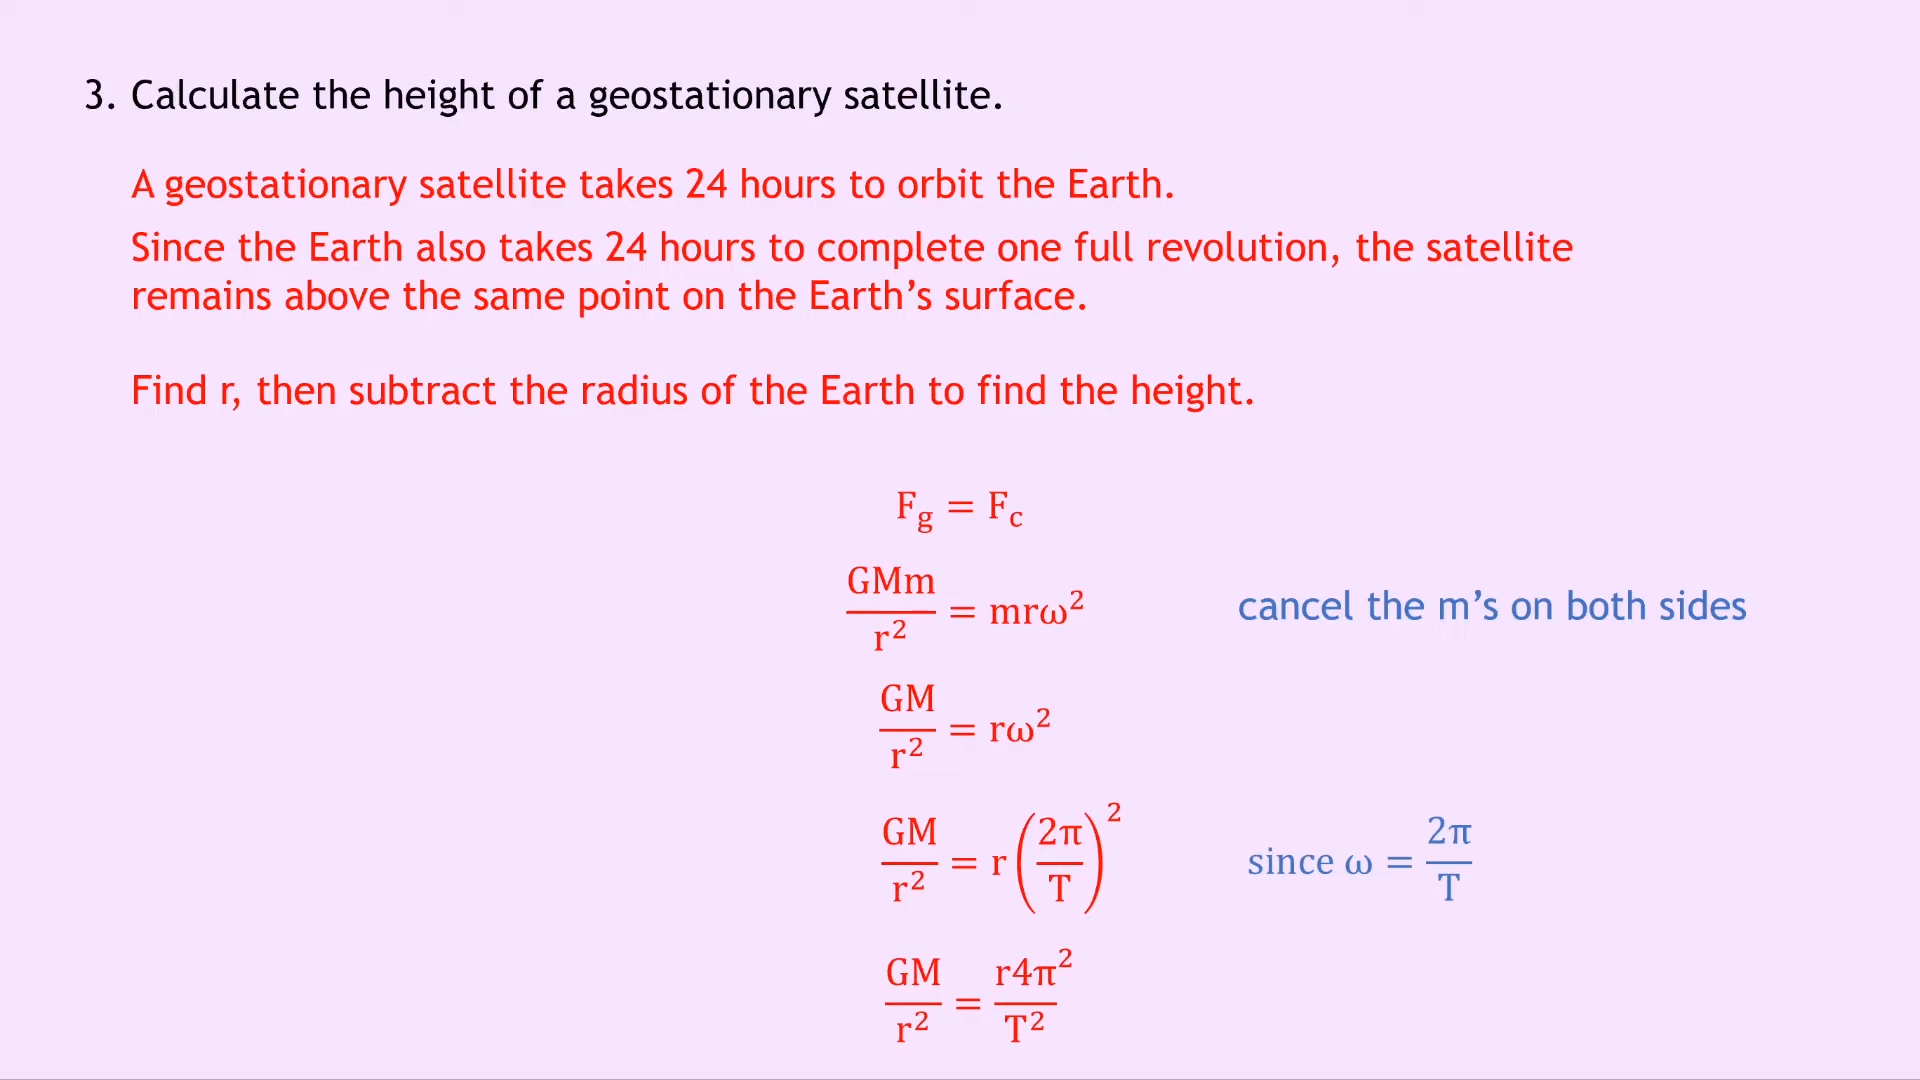 3. Calculate the height of a geostationary satellite.
A geostationary satellite takes 24 hours to orbit the Earth.
Since the Earth also takes 24 hours to complete one full revolution, the satellite
remains above the same point on the Earth’s surface.
Find r, then subtract the radius of the Earth to find the height.
F_g = F_c
GMm/r² = mrω² cancel the m’s on both sides
GM/r² = rω²
GM/r² = r(2π/T)² since ω = 2π/T
GM/r² = r4π²/T²